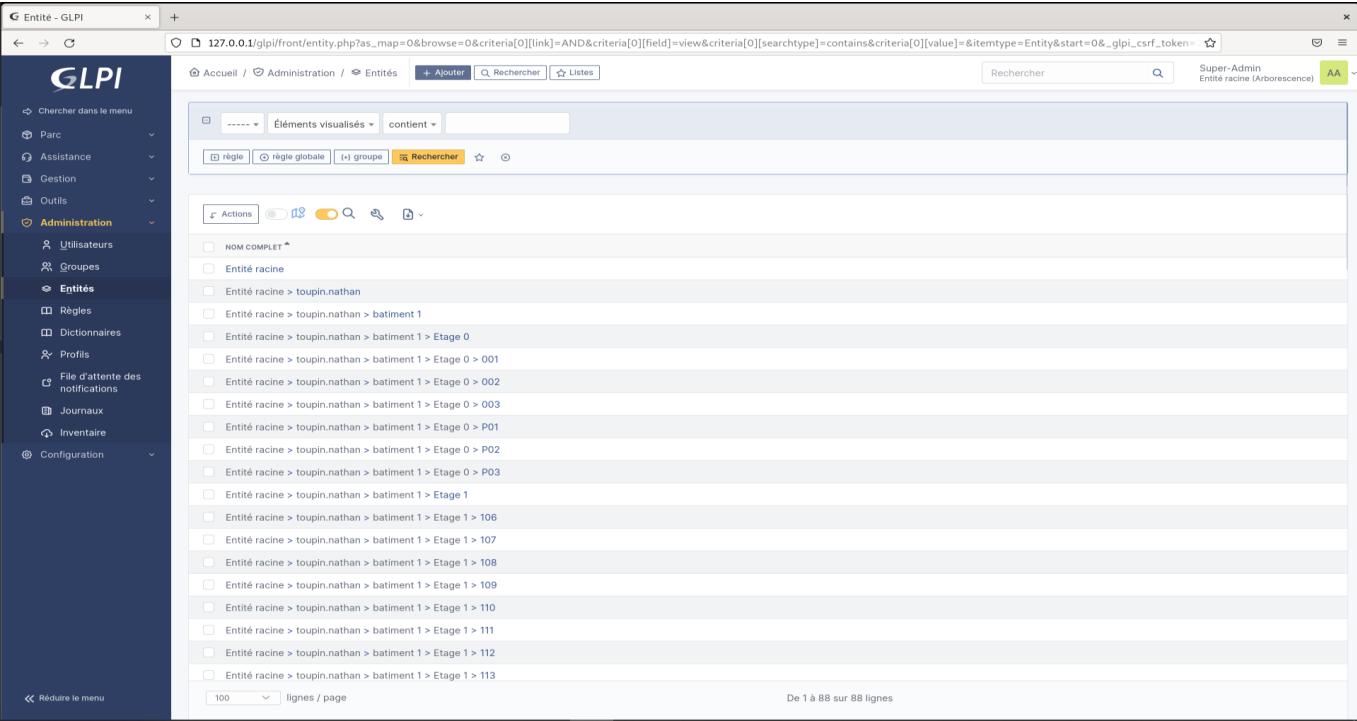 Entité - GLPI × +
127.0.0.1/glpi/front/entity.php?as_map=0&browse=0&criteria[0][link]=AND&criteria[0][field]=view&criteria[0][searchtype]=contains&criteria[0][value]=&itemtype=Entity&start=0&_glpi_csrf_token=
GLPI
Chercher dans le menu
Parc
Assistance
Gestion
Outils
Administration
Utilisateurs
Groupes
Entités
Règles
Dictionnaires
Profils
File d'attente des
notifications
Journaux
Inventaire
Configuration
Réduire le menu
Accueil / Administration / Entités + Ajouter Rechercher Listes
Rechercher
Super-Admin
Entité racine (Arborescence)
AA
----- Éléments visualisés contient
règle règle globale (+) groupe Rechercher
Actions
NOM COMPLET
Entité racine
Entité racine > toupin.nathan
Entité racine > toupin.nathan > batiment 1
Entité racine > toupin.nathan > batiment 1 > Etage 0
Entité racine > toupin.nathan > batiment 1 > Etage 0 > 001
Entité racine > toupin.nathan > batiment 1 > Etage 0 > 002
Entité racine > toupin.nathan > batiment 1 > Etage 0 > 003
Entité racine > toupin.nathan > batiment 1 > Etage 0 > P01
Entité racine > toupin.nathan > batiment 1 > Etage 0 > P02
Entité racine > toupin.nathan > batiment 1 > Etage 0 > P03
Entité racine > toupin.nathan > batiment 1 > Etage 1
Entité racine > toupin.nathan > batiment 1 > Etage 1 > 106
Entité racine > toupin.nathan > batiment 1 > Etage 1 > 107
Entité racine > toupin.nathan > batiment 1 > Etage 1 > 108
Entité racine > toupin.nathan > batiment 1 > Etage 1 > 109
Entité racine > toupin.nathan > batiment 1 > Etage 1 > 110
Entité racine > toupin.nathan > batiment 1 > Etage 1 > 111
Entité racine > toupin.nathan > batiment 1 > Etage 1 > 112
Entité racine > toupin.nathan > batiment 1 > Etage 1 > 113
100 lignes / page
De 1 à 88 sur 88 lignes